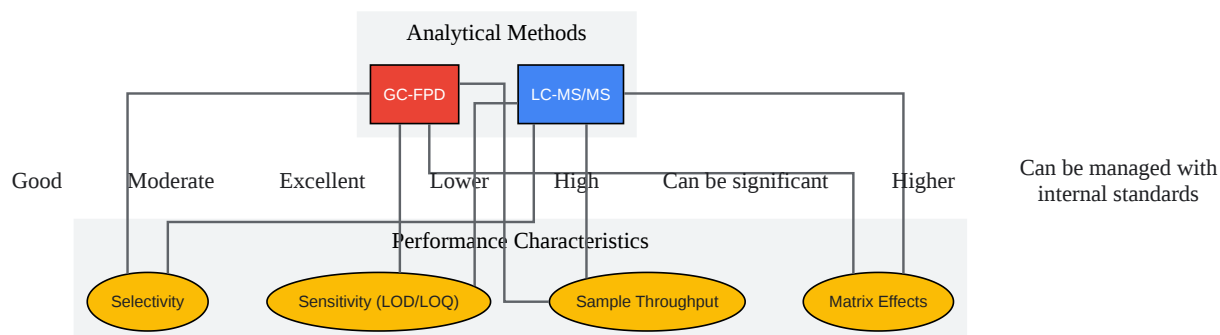 Analytical Methods
GC-FPD
LC-MS/MS
Good
Moderate
Excellent
Lower
High
Can be significant
Higher
Can be managed with
internal standards
Performance Characteristics
Selectivity
Sensitivity (LOD/LOQ)
Sample Throughput
Matrix Effects